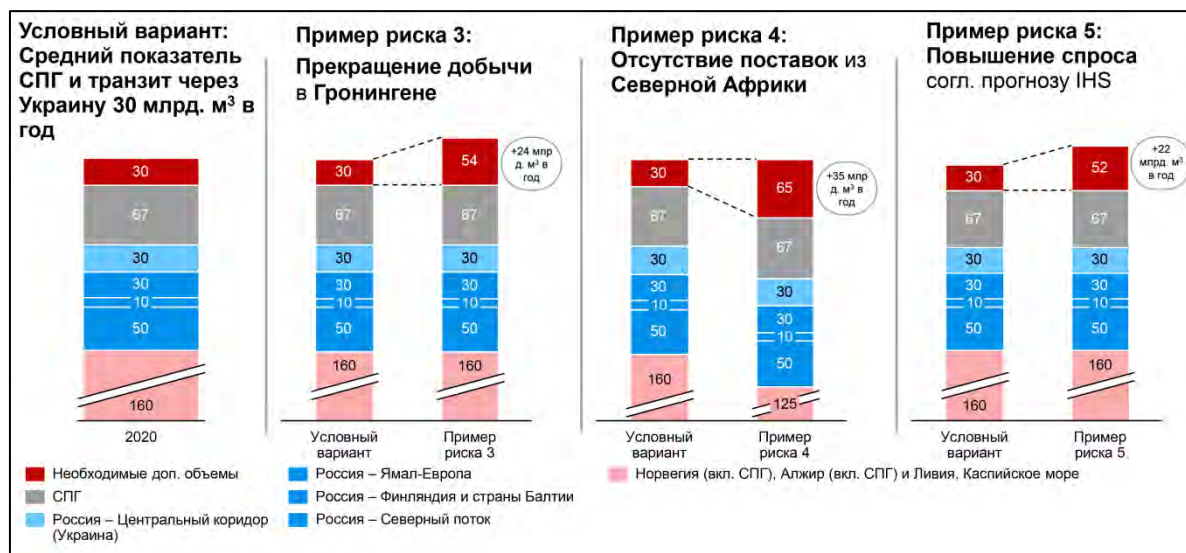 Условный вариант:
Средний показатель
СПГ и транзит через
Украину 30 млрд. м³ в
год
30
67
30
30
10
50
160
2020
Пример риска 3:
Прекращение добычи
в Гронингене
30
54
+24 млр
д. м³ в
год
67
67
30
30
30
30
10
10
50
50
160
160
Условный
вариант
Пример
риска 3
Пример риска 4:
Отсутствие поставок из
Северной Африки
30
65
+35 млр
д. м³ в
год
67
67
30
30
30
30
10
10
50
50
160
125
Условный
вариант
Пример
риска 4
Пример риска 5:
Повышение спроса
согл. прогнозу IHS
30
52
+22
млрд. м³
в год
67
67
30
30
30
30
10
10
50
50
160
160
Условный
вариант
Пример
риска 5
Необходимые доп. объемы
СПГ
Россия – Центральный коридор
(Украина)
Россия – Ямал-Европа
Россия – Финляндия и страны Балтии
Россия – Северный поток
Норвегия (вкл. СПГ), Алжир (вкл. СПГ) и Ливия, Каспийское море